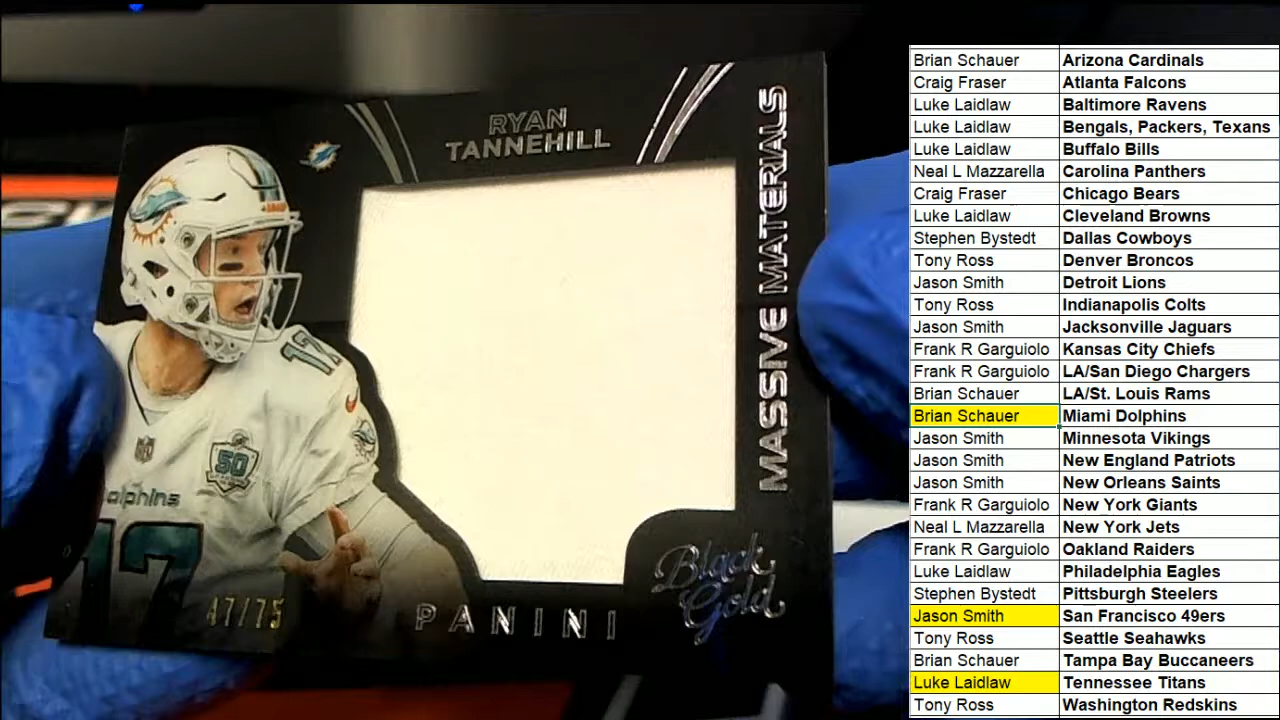 RYAN
TANNEHILL
MASSIVE MATERIALS
12
50
dolphins
17
47/75
PANINI
Black
Gold
NFL
Brian Schauer Arizona Cardinals
Craig Fraser Atlanta Falcons
Luke Laidlaw Baltimore Ravens
Luke Laidlaw Bengals, Packers, Texans
Luke Laidlaw Buffalo Bills
Neal L Mazzarella Carolina Panthers
Craig Fraser Chicago Bears
Luke Laidlaw Cleveland Browns
Stephen Bystedt Dallas Cowboys
Tony Ross Denver Broncos
Jason Smith Detroit Lions
Tony Ross Indianapolis Colts
Jason Smith Jacksonville Jaguars
Frank R Garguiolo Kansas City Chiefs
Frank R Garguiolo LA/San Diego Chargers
Brian Schauer LA/St. Louis Rams
Brian Schauer Miami Dolphins
Jason Smith Minnesota Vikings
Jason Smith New England Patriots
Jason Smith New Orleans Saints
Frank R Garguiolo New York Giants
Neal L Mazzarella New York Jets
Frank R Garguiolo Oakland Raiders
Luke Laidlaw Philadelphia Eagles
Stephen Bystedt Pittsburgh Steelers
Jason Smith San Francisco 49ers
Tony Ross Seattle Seahawks
Brian Schauer Tampa Bay Buccaneers
Luke Laidlaw Tennessee Titans
Tony Ross Washington Redskins